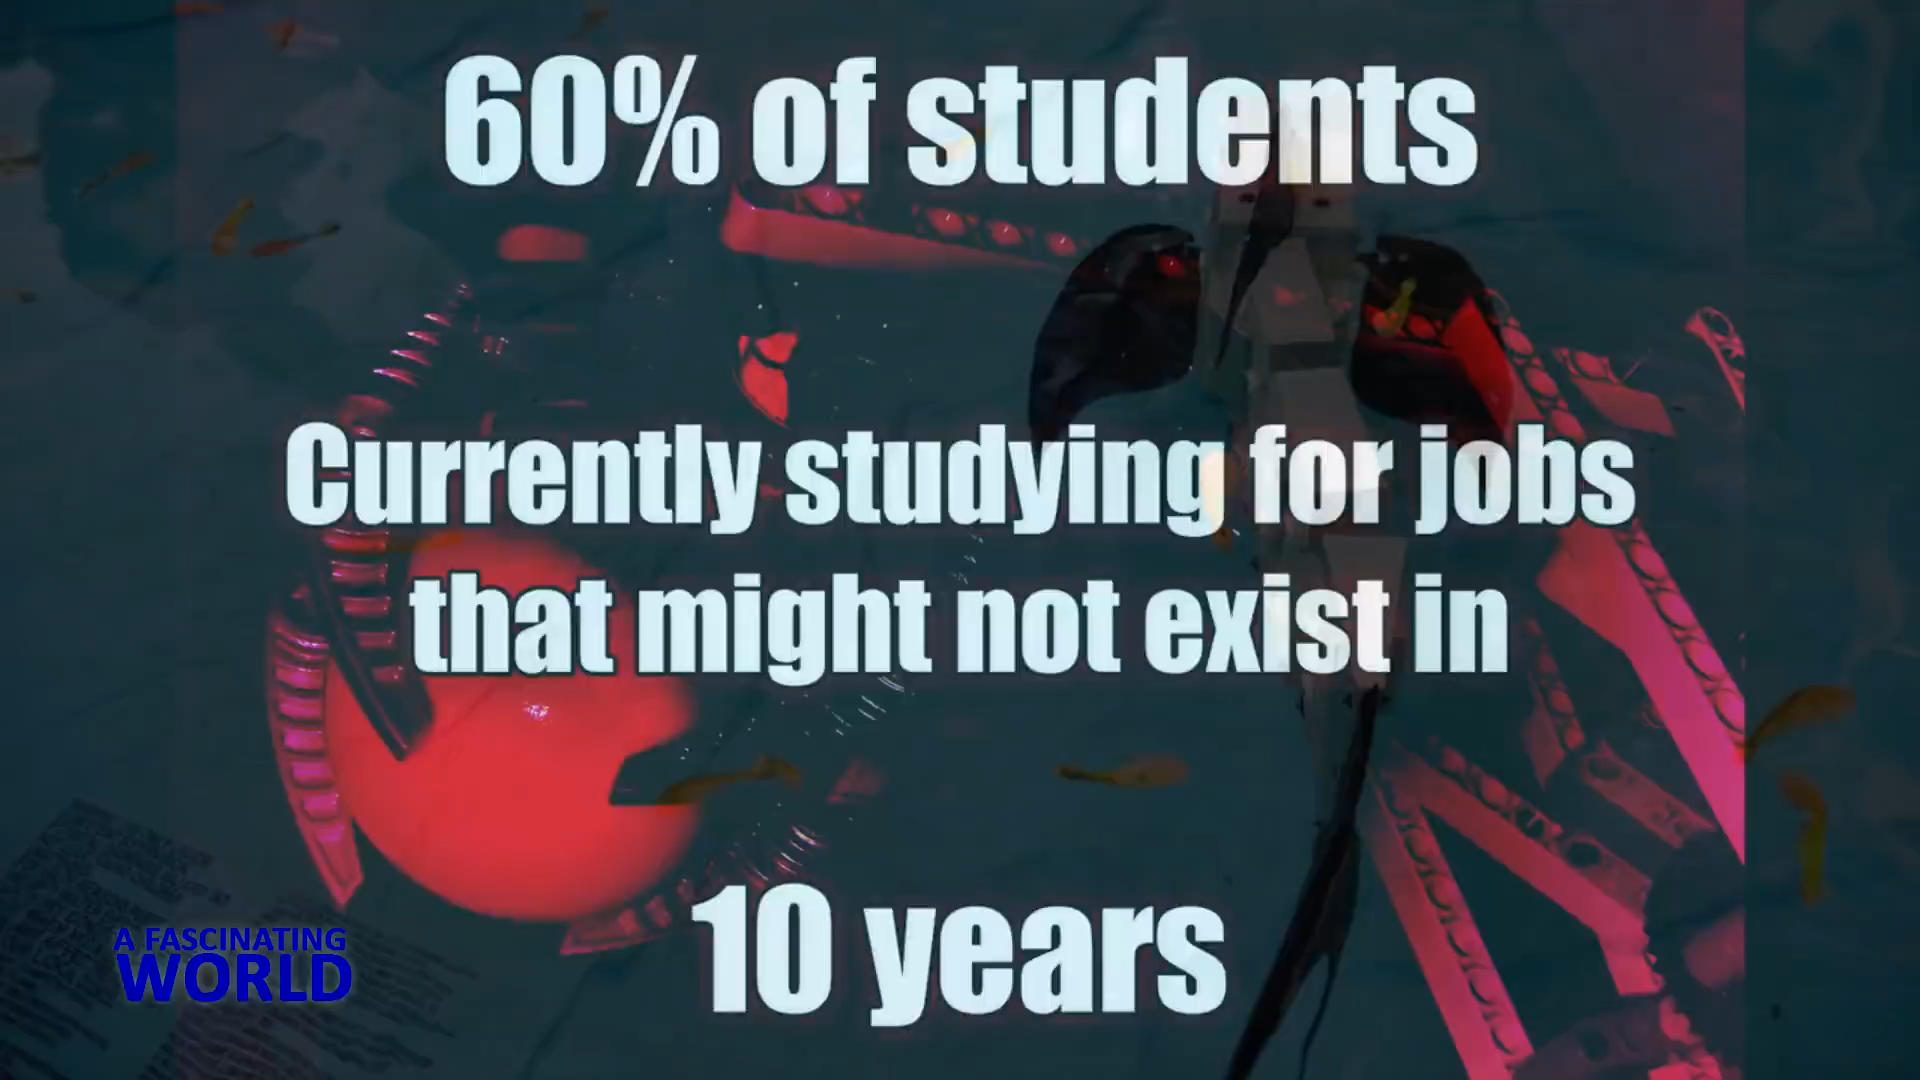 60% of students
Currently studying for jobs
that might not exist in
10 years
A FASCINATING
WORLD